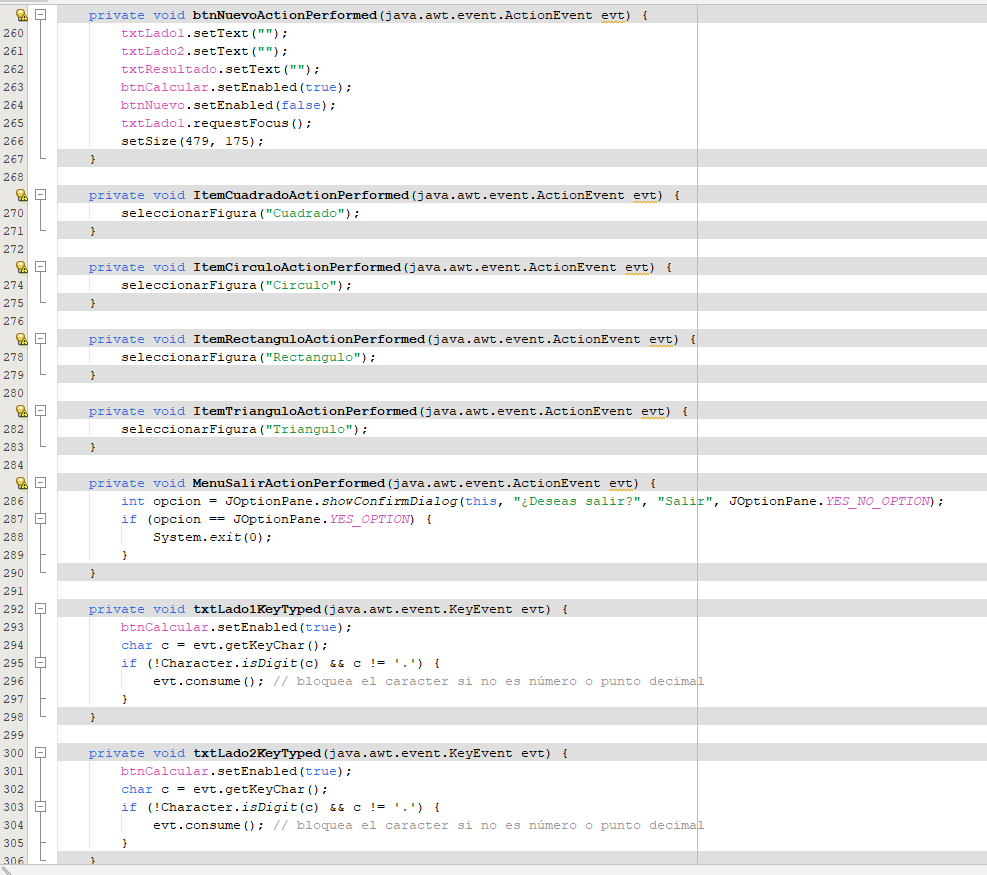 private void btnNuevoActionPerformed(java.awt.event.ActionEvent evt) {
260 txtLado1.setText("");
261 txtLado2.setText("");
262 txtResultado.setText("");
263 btnCalcular.setEnabled(true);
264 btnNuevo.setEnabled(false);
265 txtLado1.requestFocus();
266 setSize(479, 175);
267 }
268
private void ItemCuadradoActionPerformed(java.awt.event.ActionEvent evt) {
270 seleccionarFigura("Cuadrado");
271 }
272
private void ItemCirculoActionPerformed(java.awt.event.ActionEvent evt) {
274 seleccionarFigura("Circulo");
275 }
276
private void ItemRectanguloActionPerformed(java.awt.event.ActionEvent evt) {
278 seleccionarFigura("Rectangulo");
279 }
280
private void ItemTrianguloActionPerformed(java.awt.event.ActionEvent evt) {
282 seleccionarFigura("Triangulo");
283 }
284
private void MenuSalirActionPerformed(java.awt.event.ActionEvent evt) {
286 int opcion = JOptionPane.showConfirmDialog(this, "¿Deseas salir?", "Salir", JOptionPane.YES_NO_OPTION);
287 if (opcion == JOptionPane.YES_OPTION) {
288 System.exit(0);
289 }
290 }
291
292 private void txtLado1KeyTyped(java.awt.event.KeyEvent evt) {
293 btnCalcular.setEnabled(true);
294 char c = evt.getKeyChar();
295 if (!Character.isDigit(c) && c != '.') {
296 evt.consume(); // bloquea el caracter si no es número o punto decimal
297 }
298 }
299
300 private void txtLado2KeyTyped(java.awt.event.KeyEvent evt) {
301 btnCalcular.setEnabled(true);
302 char c = evt.getKeyChar();
303 if (!Character.isDigit(c) && c != '.') {
304 evt.consume(); // bloquea el caracter si no es número o punto decimal
305 }
306 }